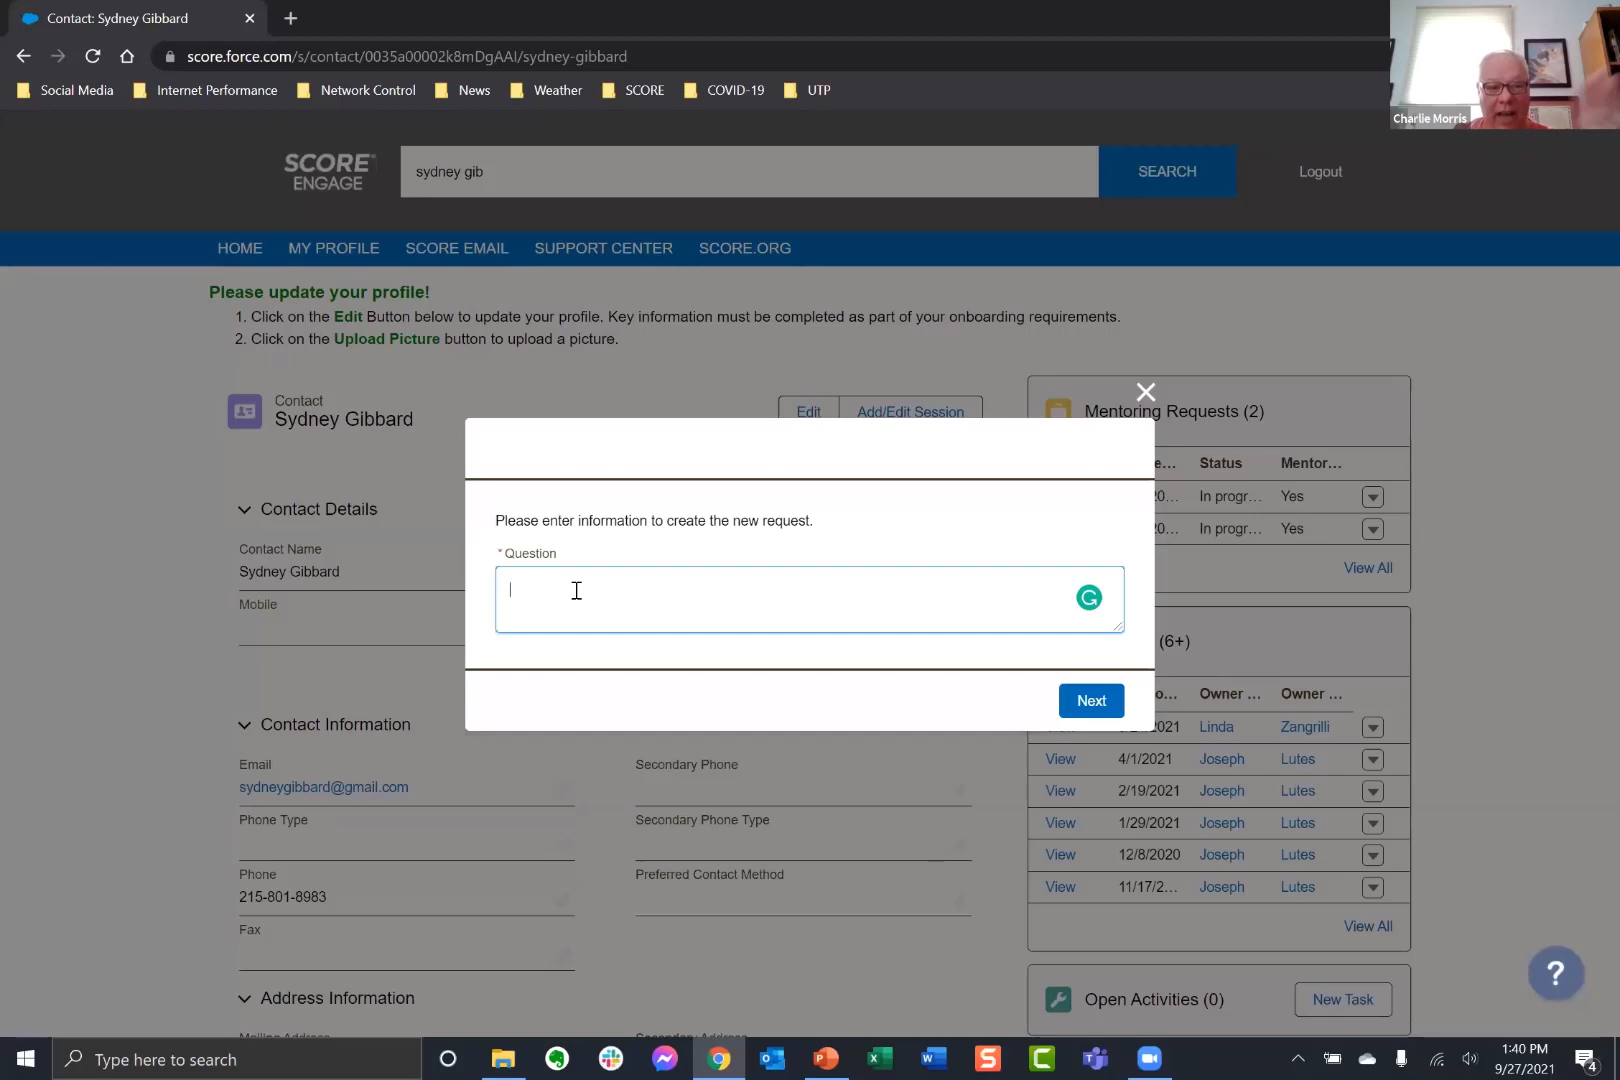 Contact: Sydney Gibbard
score.force.com/s/contact/0035a00002k8mDgAAI/sydney-gibbard
Social Media Internet Performance Network Control News Weather SCORE COVID-19 UTP
Charlie Morris
SCORE
ENGAGE
sydney gib
SEARCH
Logout
HOME MY PROFILE SCORE EMAIL SUPPORT CENTER SCORE.ORG
Please update your profile!
1. Click on the Edit Button below to update your profile. Key information must be completed as part of your onboarding requirements.
2. Click on the Upload Picture button to upload a picture.
Contact
Sydney Gibbard
Edit Add/Edit Session
Mentoring Requests (2)
e... Status Mentor...
20... In progr... Yes
20... In progr... Yes
View All
Contact Details
Contact Name
Sydney Gibbard
Mobile
Please enter information to create the new request.
* Question
Next
(6+)
o... Owner ... Owner ...
2021 Linda Zangrilli
View 4/1/2021 Joseph Lutes
View 2/19/2021 Joseph Lutes
View 1/29/2021 Joseph Lutes
View 12/8/2020 Joseph Lutes
View 11/17/2... Joseph Lutes
View All
Contact Information
Email
sydneygibbard@gmail.com
Secondary Phone
Phone Type
Secondary Phone Type
Phone
215-801-8983
Preferred Contact Method
Fax
Address Information
Open Activities (0)
New Task
?
Type here to search
1:40 PM
9/27/2021
4